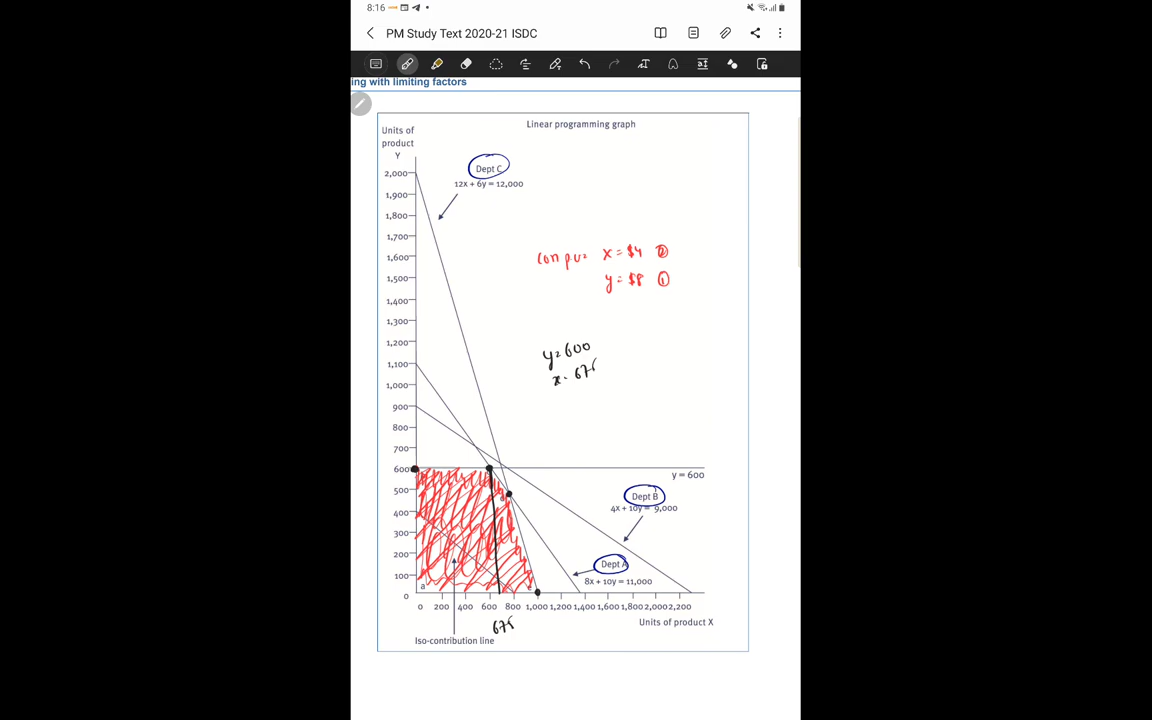 8:16
PM Study Text 2020-21 ISDC
ing with limiting factors
Linear programming graph
Units of
product
Y
Dept C
12x + 6y = 12,000
2,000
1,900
1,800
1,700
1,600
1,500
1,400
1,300
1,200
1,100
1,000
900
800
700
600
500
400
300
200
100
0
x = $4 ②
y = $8 ①
y=600
x- 675
y = 600
Dept B
4x + 10y = 9,000
Dept A
8x + 10y = 11,000
a
e
0 200 400 600 800 1,000 1,200 1,400 1,600 1,800 2,000 2,200
675
Units of product X
Iso-contribution line